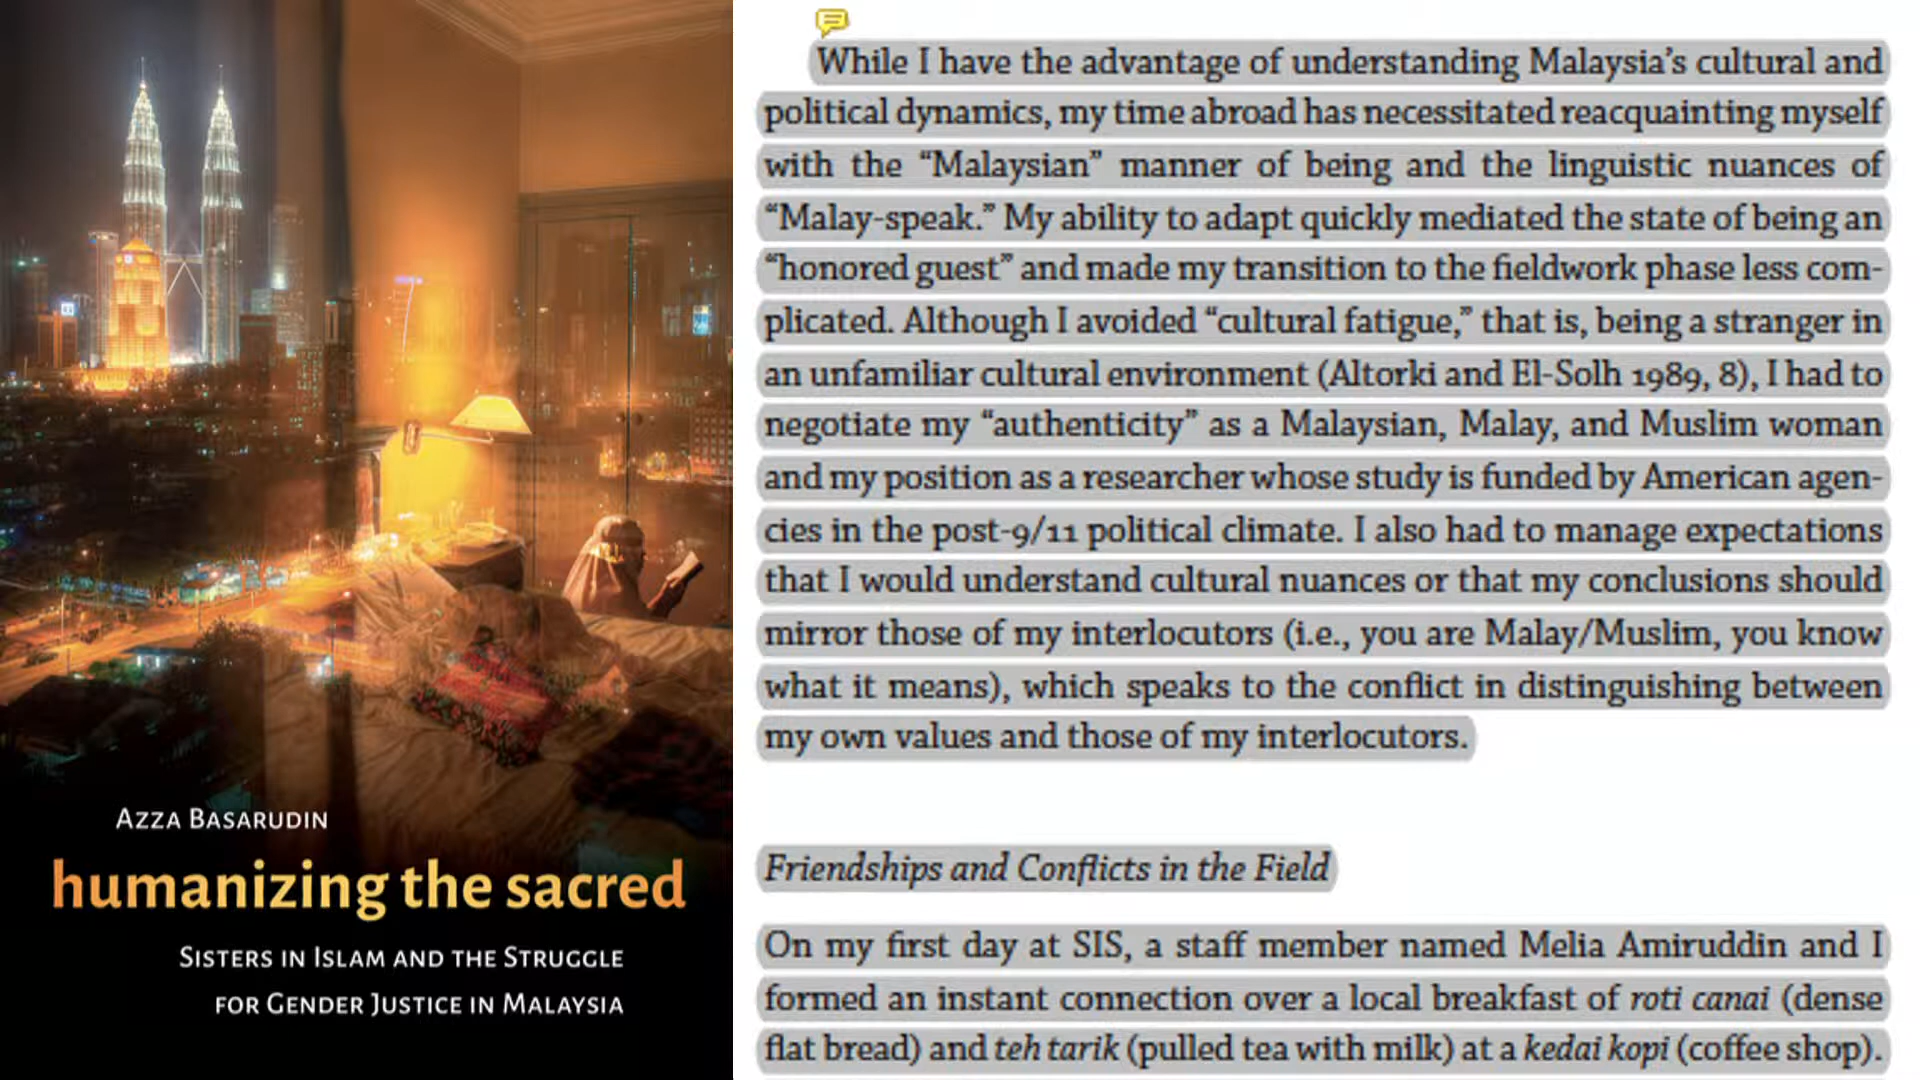 AZZA BASARUDIN
humanizing the sacred
SISTERS IN ISLAM AND THE STRUGGLE
FOR GENDER JUSTICE IN MALAYSIA
While I have the advantage of understanding Malaysia’s cultural and
political dynamics, my time abroad has necessitated reacquainting myself
with the “Malaysian” manner of being and the linguistic nuances of
“Malay-speak.” My ability to adapt quickly mediated the state of being an
“honored guest” and made my transition to the fieldwork phase less com-
plicated. Although I avoided “cultural fatigue,” that is, being a stranger in
an unfamiliar cultural environment (Altorki and El-Solh 1989, 8), I had to
negotiate my “authenticity” as a Malaysian, Malay, and Muslim woman
and my position as a researcher whose study is funded by American agen-
cies in the post-9/11 political climate. I also had to manage expectations
that I would understand cultural nuances or that my conclusions should
mirror those of my interlocutors (i.e., you are Malay/Muslim, you know
what it means), which speaks to the conflict in distinguishing between
my own values and those of my interlocutors.
Friendships and Conflicts in the Field
On my first day at SIS, a staff member named Melia Amiruddin and I
formed an instant connection over a local breakfast of roti canai (dense
flat bread) and teh tarik (pulled tea with milk) at a kedai kopi (coffee shop).